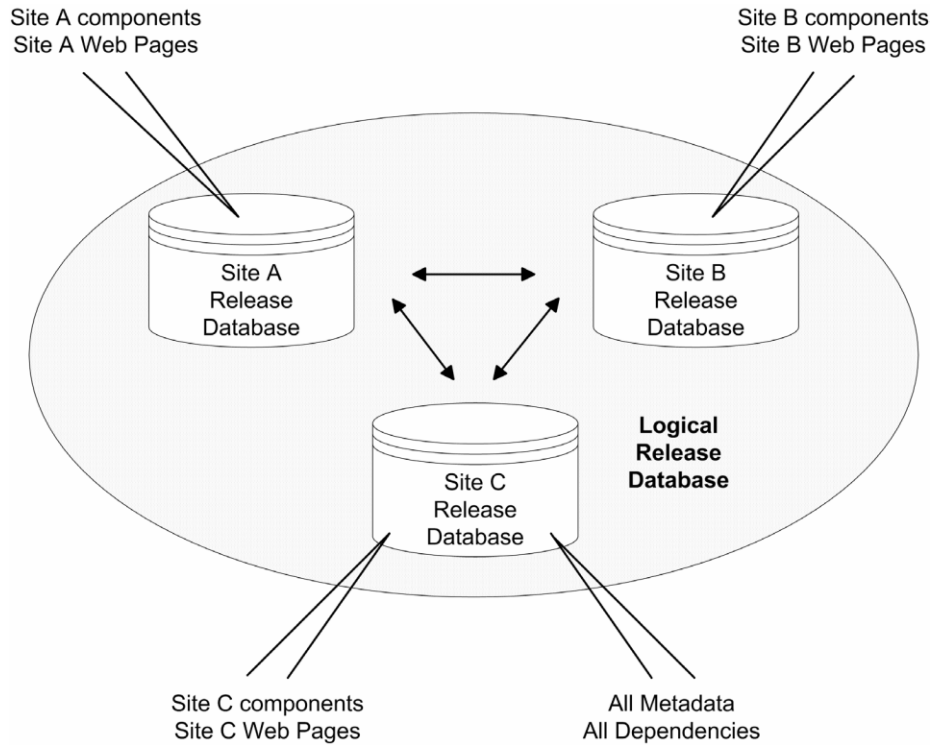 Site A components
Site A Web Pages
Site B components
Site B Web Pages
Site A
Release
Database
Site B
Release
Database
Logical
Release
Database
Site C
Release
Database
Site C components
Site C Web Pages
All Metadata
All Dependencies